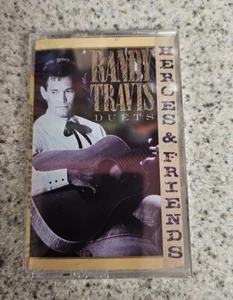 RANDY
TRAVIS
DUETS
HEROES & FRIENDS